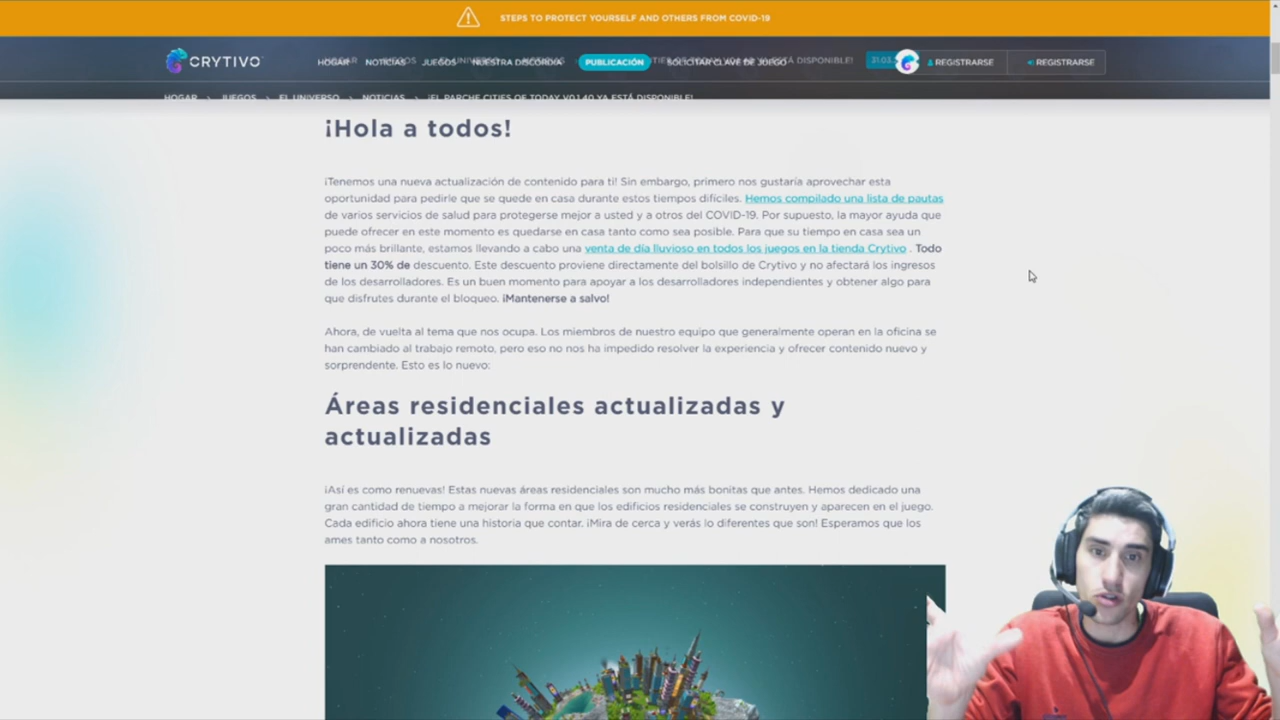 STEPS TO PROTECT YOURSELF AND OTHERS FROM COVID-19
CRYTIVO
HOGAR NOTICIAS JUEGOS NUESTRA DISCORDIA PUBLICACIÓN SOLICITAR CLAVE DE JUEGO REGISTRARSE REGISTRARSE
HOGAR > JUEGOS > EL UNIVERSO > NOTICIAS > ¡EL PARCHE CITIES OF TODAY V0.1.40 YA ESTÁ DISPONIBLE!
¡Hola a todos!
¡Tenemos una nueva actualización de contenido para ti! Sin embargo, primero nos gustaría aprovechar esta
oportunidad para pedirle que se quede en casa durante estos tiempos difíciles. Hemos compilado una lista de pautas
de varios servicios de salud para protegerse mejor a usted y a otros del COVID-19. Por supuesto, la mayor ayuda que
puede ofrecer en este momento es quedarse en casa tanto como sea posible. Para que su tiempo en casa sea un
poco más brillante, estamos llevando a cabo una venta de día lluvioso en todos los juegos en la tienda Crytivo . Todo
tiene un 30% de descuento. Este descuento proviene directamente del bolsillo de Crytivo y no afectará los ingresos
de los desarrolladores. Es un buen momento para apoyar a los desarrolladores independientes y obtener algo para
que disfrutes durante el bloqueo. ¡Mantenerse a salvo!
Ahora, de vuelta al tema que nos ocupa. Los miembros de nuestro equipo que generalmente operan en la oficina se
han cambiado al trabajo remoto, pero eso no nos ha impedido resolver la experiencia y ofrecer contenido nuevo y
sorprendente. Esto es lo nuevo:
Áreas residenciales actualizadas y
actualizadas
¡Así es como renuevas! Estas nuevas áreas residenciales son mucho más bonitas que antes. Hemos dedicado una
gran cantidad de tiempo a mejorar la forma en que los edificios residenciales se construyen y aparecen en el juego.
Cada edificio ahora tiene una historia que contar. ¡Mira de cerca y verás lo diferentes que son! Esperamos que los
ames tanto como a nosotros.